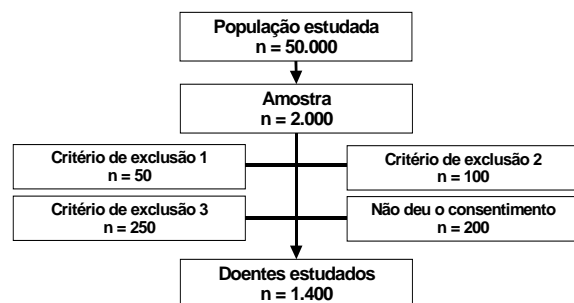 População estudada
n = 50.000
Amostra
n = 2.000
Critério de exclusão 1
n = 50
Critério de exclusão 2
n = 100
Critério de exclusão 3
n = 250
Não deu o consentimento
n = 200
Doentes estudados
n = 1.400